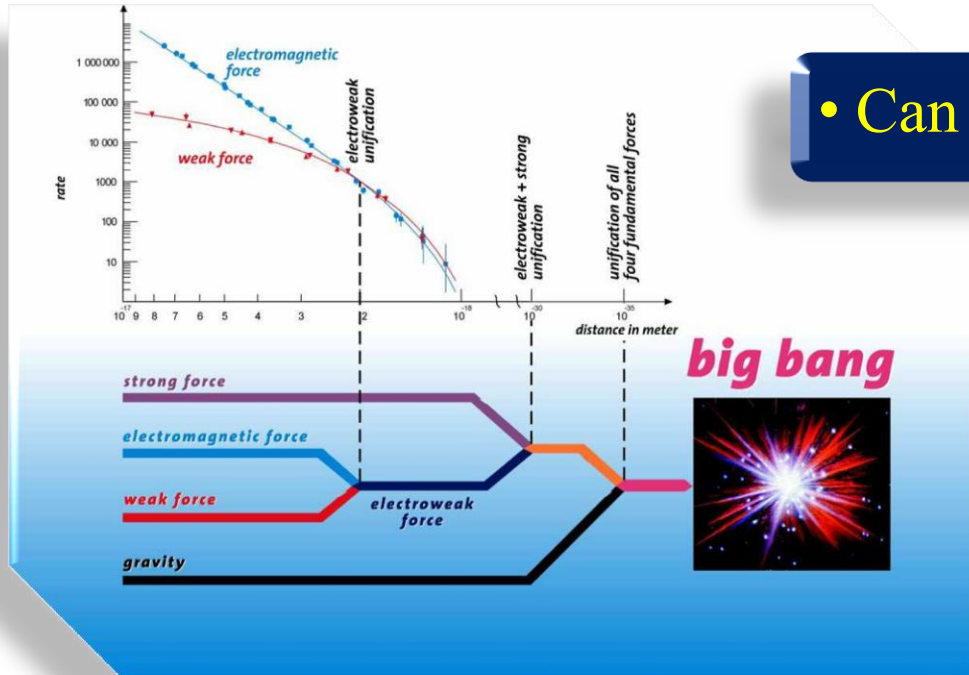 • Can
electromagnetic
force
weak force
rate
1 000 000
100 000
10 000
1000
100
10
electroweak
unification
electroweak + strong
unification
unification of all
four fundamental forces
10^-17 9 8 7 6 5 4 3 2 10^-18 10^-30 10^-35
distance in meter
big bang
strong force
electromagnetic force
weak force
electroweak
force
gravity